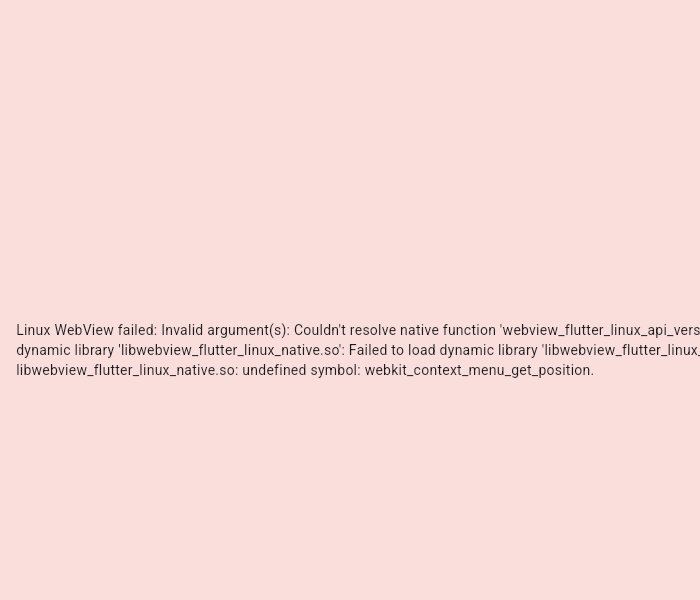 Linux WebView failed: Invalid argument(s): Couldn't resolve native function 'webview_flutter_linux_api_vers
dynamic library 'libwebview_flutter_linux_native.so': Failed to load dynamic library 'libwebview_flutter_linux_
libwebview_flutter_linux_native.so: undefined symbol: webkit_context_menu_get_position.